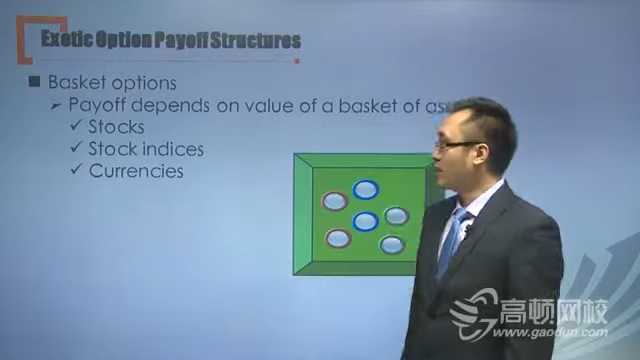 Exotic Option Payoff Structures
Basket options
Payoff depends on value of a basket of
Stocks
Stock indices
Currencies
高顿网校
www.gaodun.com